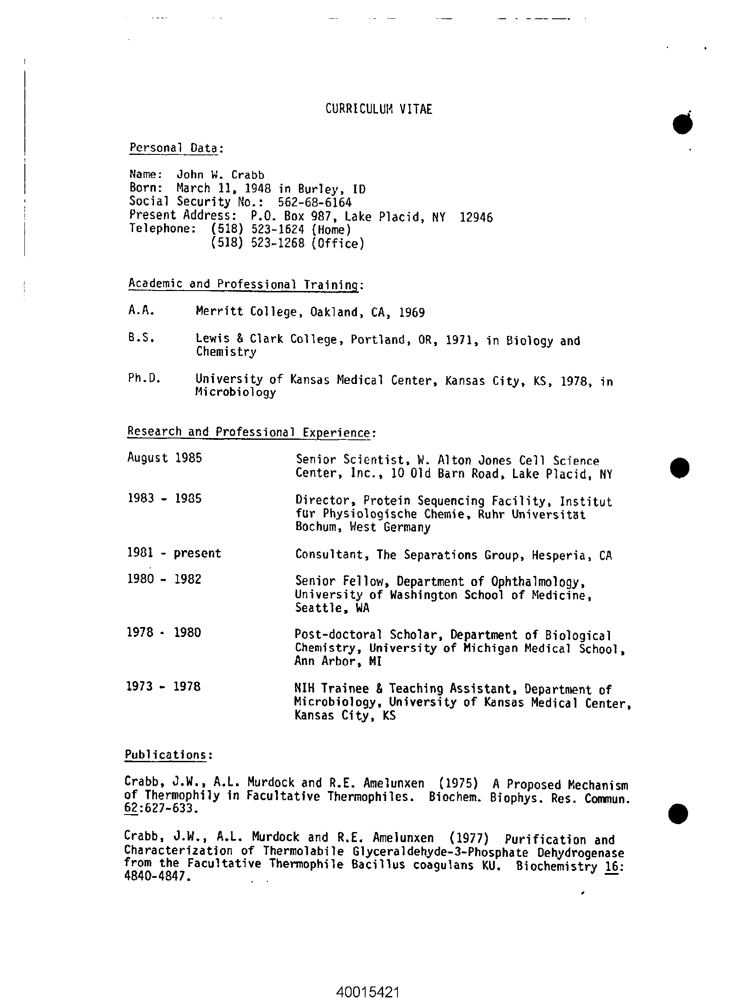 CURRICULUM VITAE
Personal Data:
Name: John W. Crabb
Born: March 11, 1948 in Burley, ID
Social Security No.: 562-68-6164
Present Address: P.O. Box 987, Lake Placid, NY 12946
Telephone: (518) 523-1624 (Home)
(518) 523-1268 (Office)
Academic and Professional Training:
A.A. Merritt College, Oakland, CA, 1969
B.S. Lewis & Clark College, Portland, OR, 1971, in Biology and
Chemistry
Ph.D. University of Kansas Medical Center, Kansas City, KS, 1978, in
Microbiology
Research and Professional Experience:
August 1985 Senior Scientist, W. Alton Jones Cell Science
Center, Inc., 10 Old Barn Road, Lake Placid, NY
1983 - 1985 Director, Protein Sequencing Facility, Institut
für Physiologische Chemie, Ruhr Universität
Bochum, West Germany
1981 - present Consultant, The Separations Group, Hesperia, CA
1980 - 1982 Senior Fellow, Department of Ophthalmology,
University of Washington School of Medicine,
Seattle, WA
1978 - 1980 Post-doctoral Scholar, Department of Biological
Chemistry, University of Michigan Medical School,
Ann Arbor, MI
1973 - 1978 NIH Trainee & Teaching Assistant, Department of
Microbiology, University of Kansas Medical Center,
Kansas City, KS
Publications:
Crabb, J.W., A.L. Murdock and R.E. Amelunxen (1975) A Proposed Mechanism
of Thermophily in Facultative Thermophiles. Biochem. Biophys. Res. Commun.
62:627-633.
Crabb, J.W., A.L. Murdock and R.E. Amelunxen (1977) Purification and
Characterization of Thermolabile Glyceraldehyde-3-Phosphate Dehydrogenase
from the Facultative Thermophile Bacillus coagulans KU. Biochemistry 16:
4840-4847.
40015421